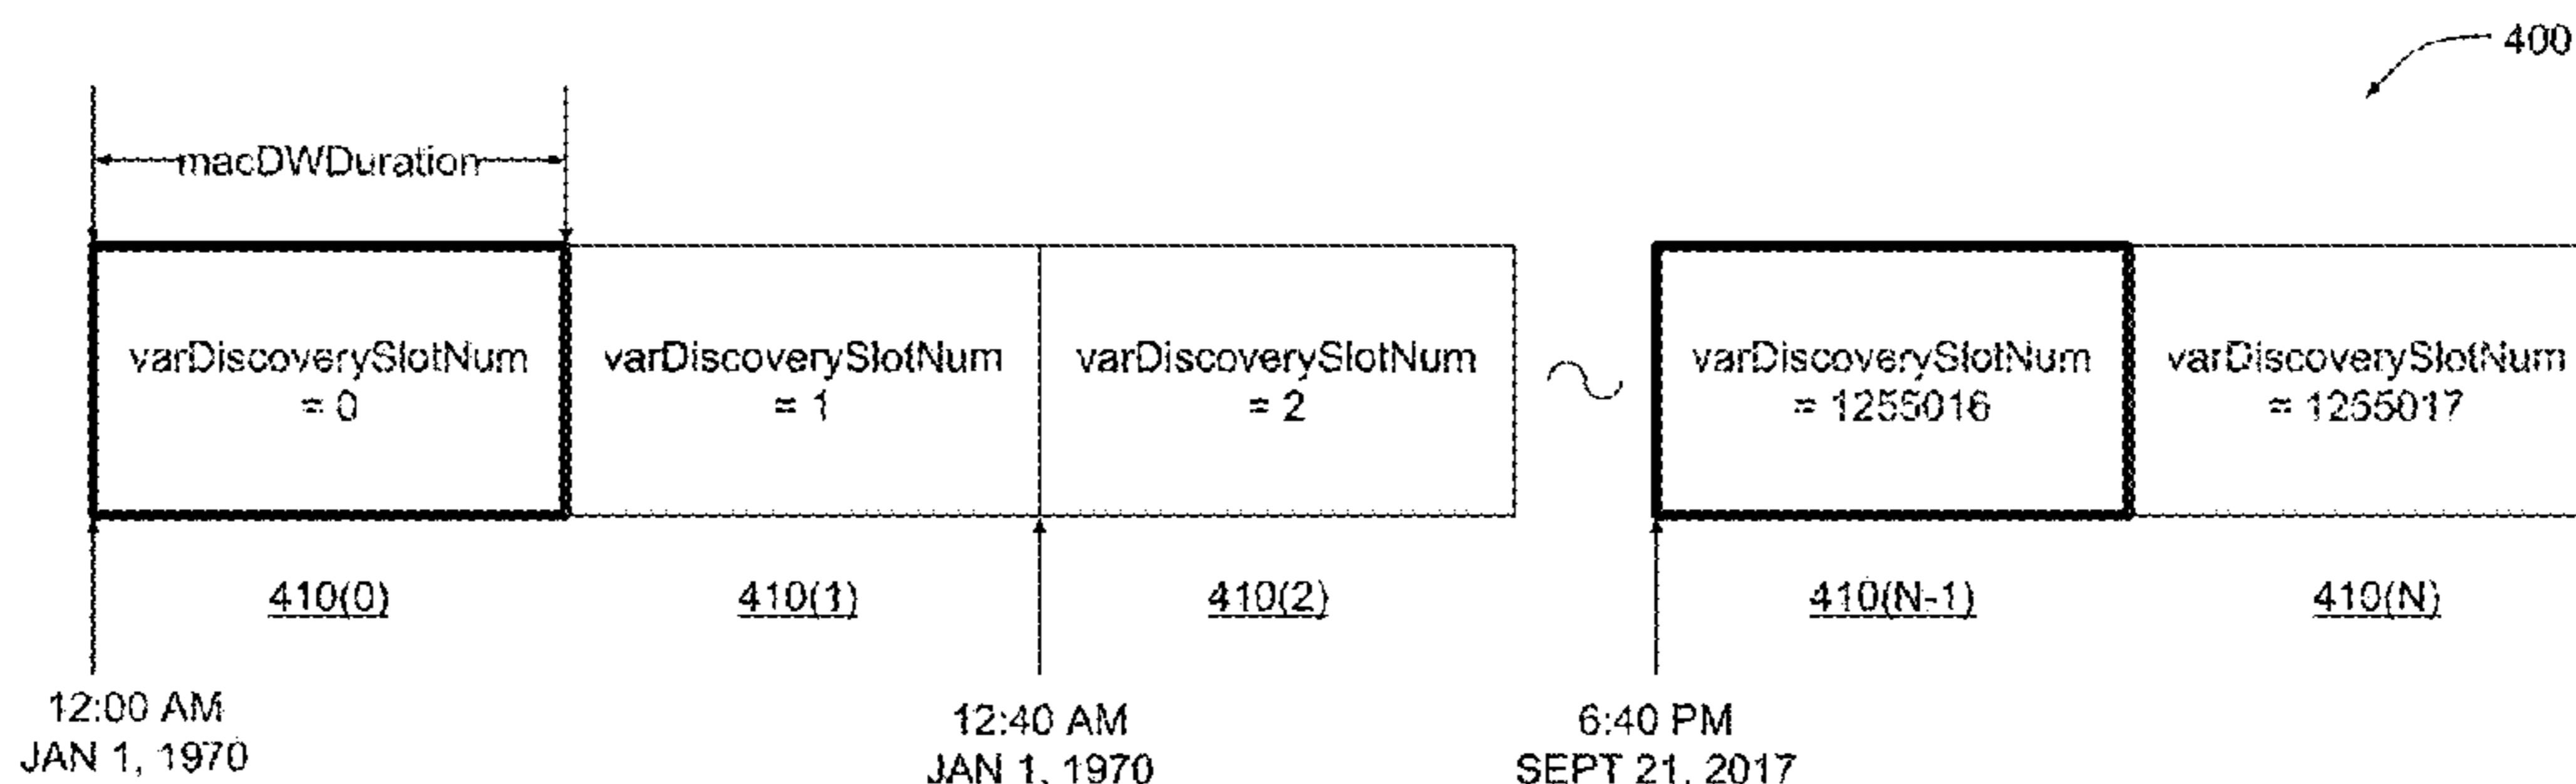 400
macDWDuration
varDiscoverySlotNum
= 0
varDiscoverySlotNum
= 1
varDiscoverySlotNum
= 2
varDiscoverySlotNum
= 1255016
varDiscoverySlotNum
= 1255017
410(0)
410(1)
410(2)
410(N-1)
410(N)
12:00 AM
JAN 1, 1970
12:40 AM
JAN 1, 1970
6:40 PM
SEPT 21, 2017